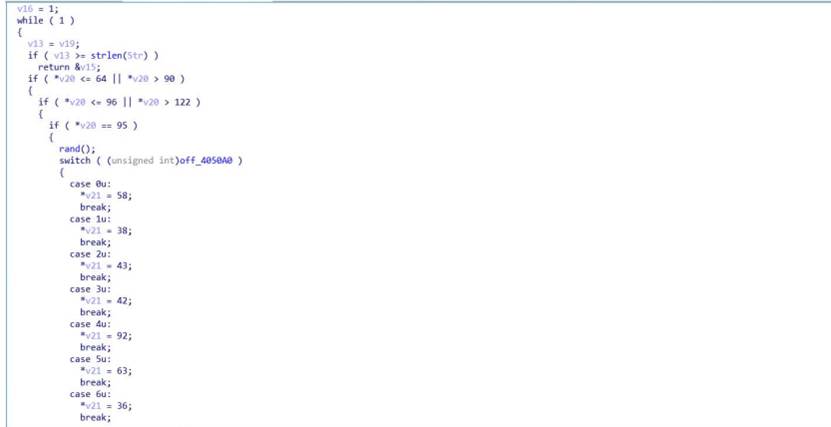 v16 = 1;
while ( 1 )
{
v13 = v19;
if ( v13 >= strlen(Str) )
return &v15;
if ( *v20 <= 64 || *v20 > 90 )
{
if ( *v20 <= 96 || *v20 > 122 )
{
if ( *v20 == 95 )
{
rand();
switch ( (unsigned int)off_4050A0 )
{
case 0u:
*v21 = 58;
break;
case 1u:
*v21 = 38;
break;
case 2u:
*v21 = 43;
break;
case 3u:
*v21 = 42;
break;
case 4u:
*v21 = 92;
break;
case 5u:
*v21 = 63;
break;
case 6u:
*v21 = 36;
break;